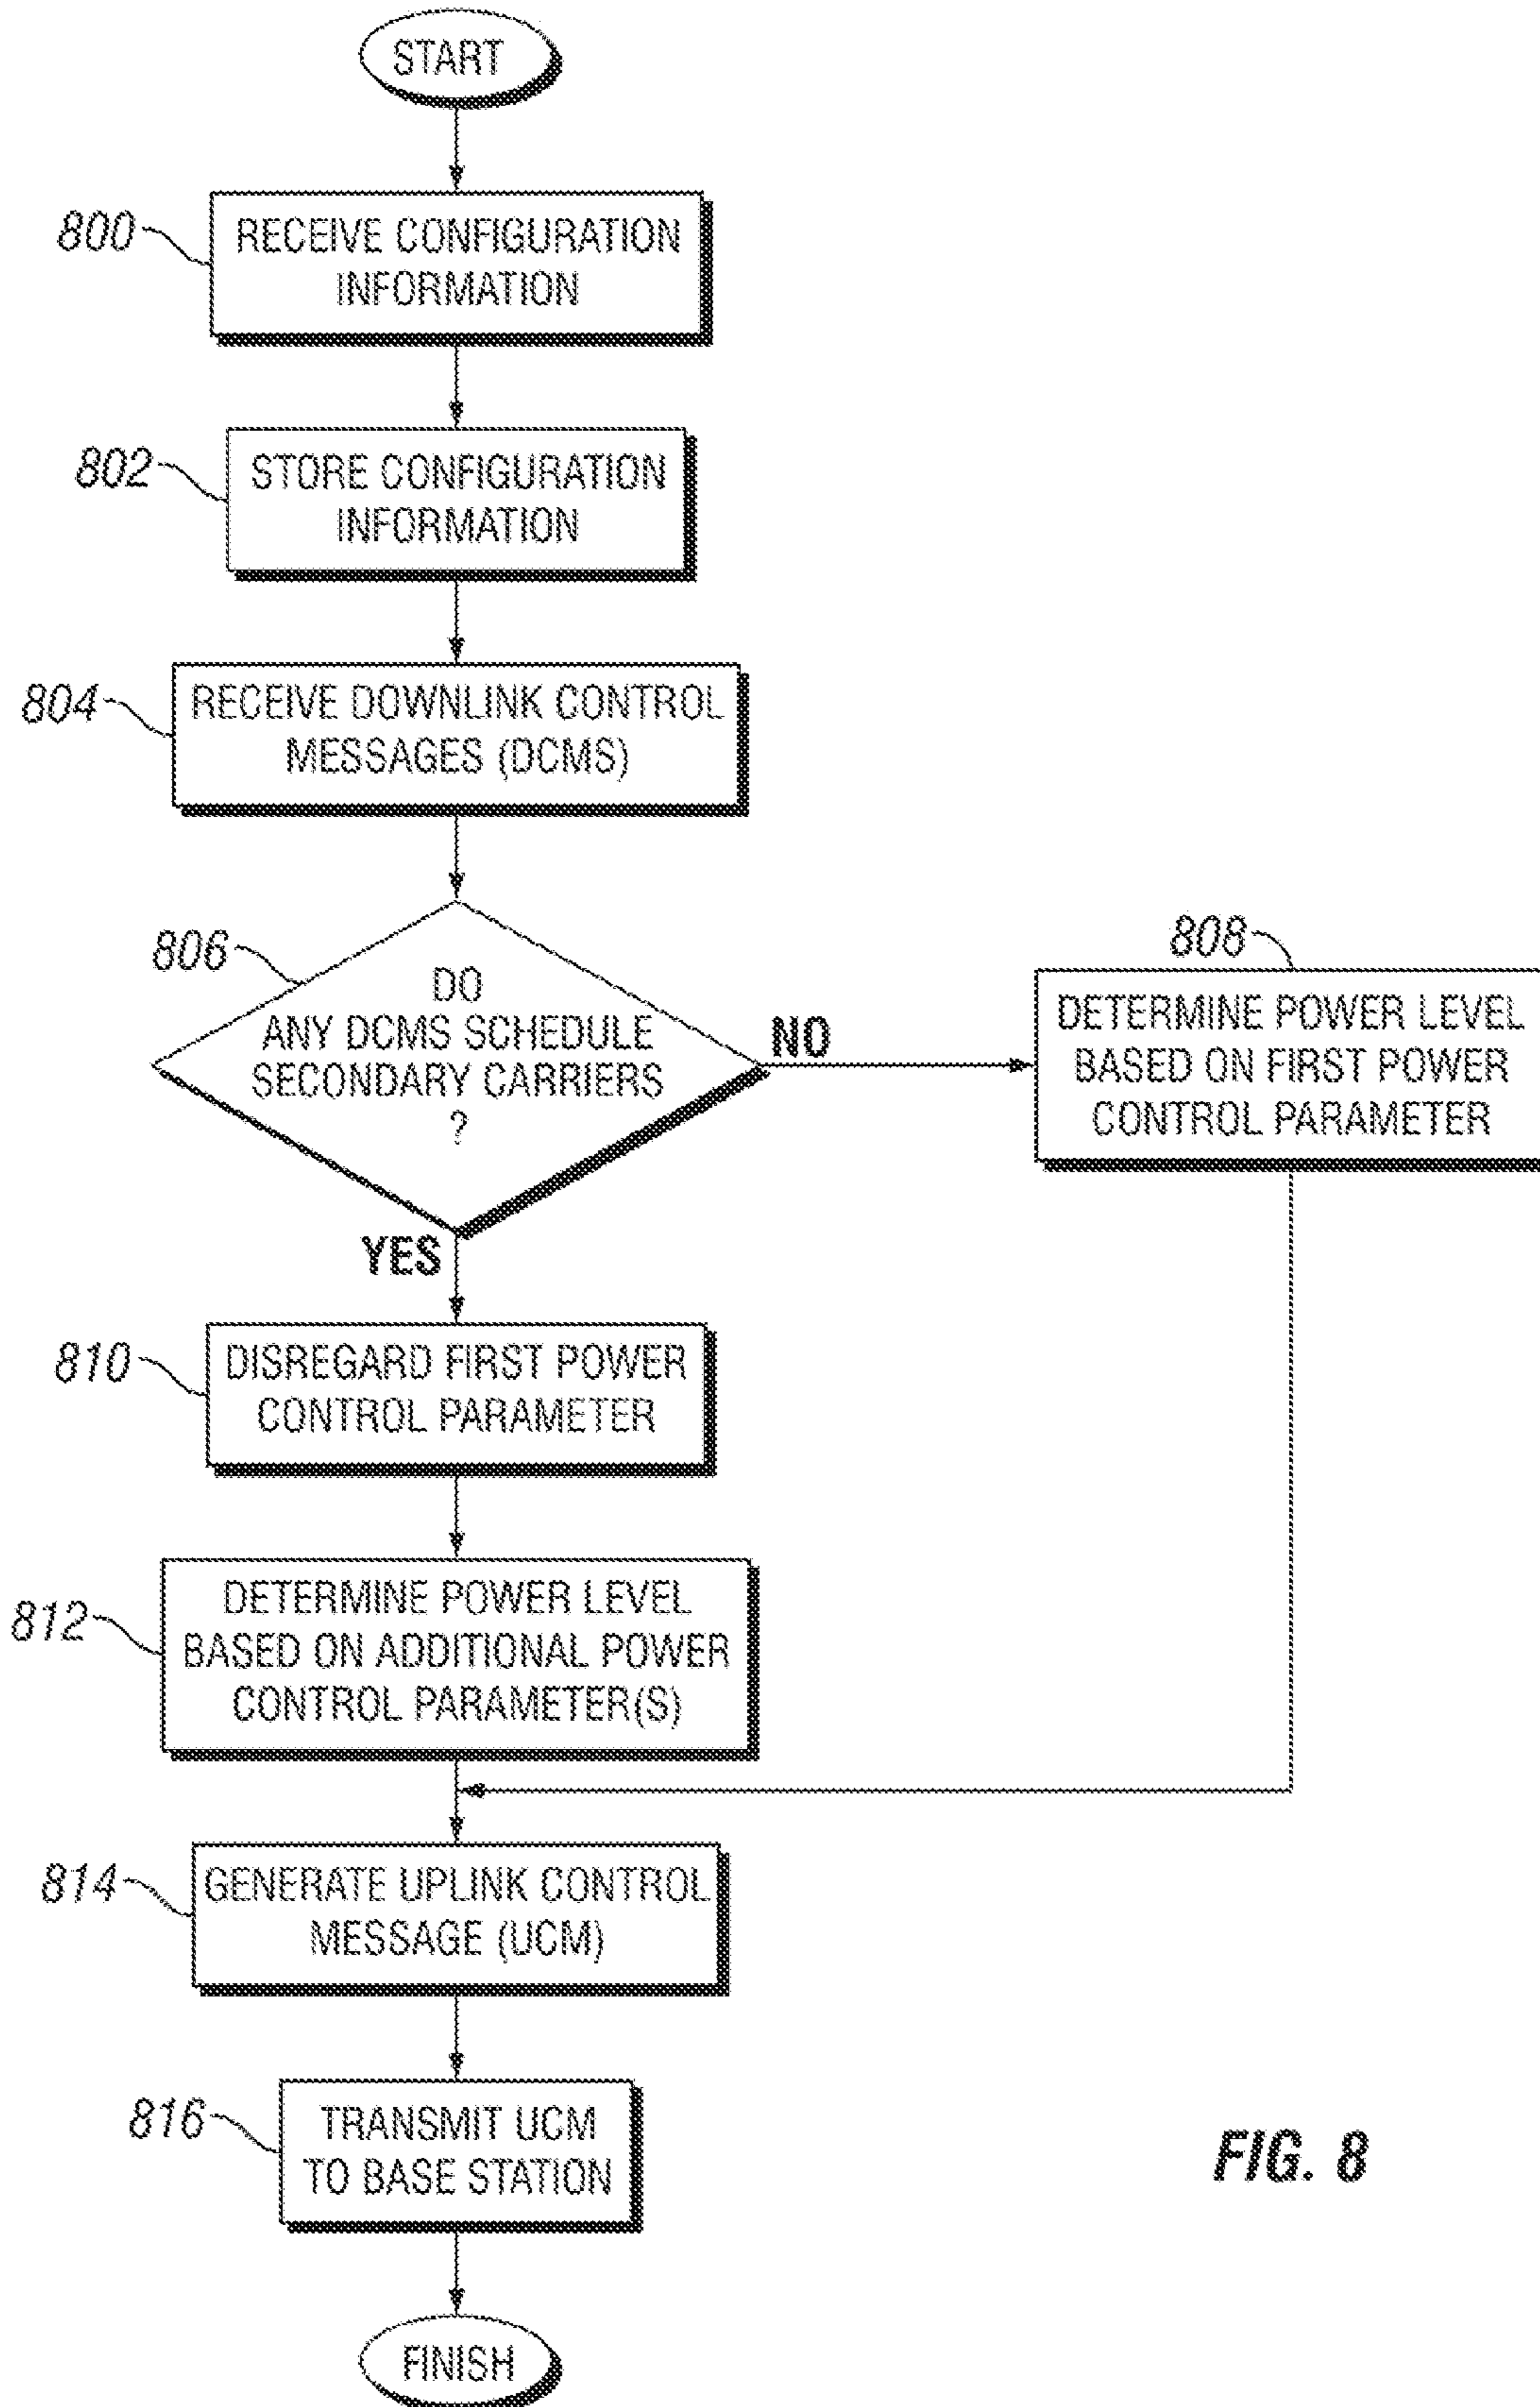 START
800
RECEIVE CONFIGURATION
INFORMATION
802
STORE CONFIGURATION
INFORMATION
804
RECEIVE DOWNLINK CONTROL
MESSAGES (DCMS)
806
DO
ANY DCMS SCHEDULE
SECONDARY CARRIERS
?
NO
808
DETERMINE POWER LEVEL
BASED ON FIRST POWER
CONTROL PARAMETER
YES
810
DISREGARD FIRST POWER
CONTROL PARAMETER
812
DETERMINE POWER LEVEL
BASED ON ADDITIONAL POWER
CONTROL PARAMETER(S)
814
GENERATE UPLINK CONTROL
MESSAGE (UCM)
816
TRANSMIT UCM
TO BASE STATION
FINISH
FIG. 8